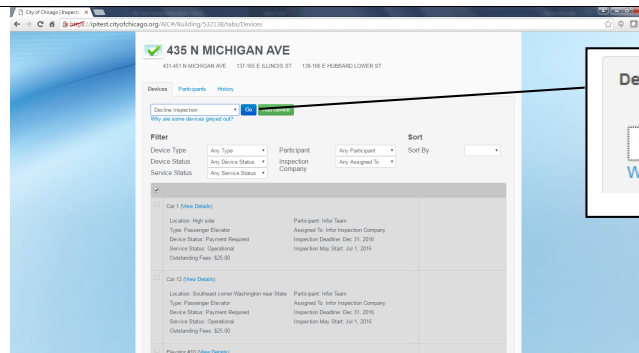 City of Chicago | Inspect
https://ipitest.cityofchicago.org/AIC#/Building/532138/tabs/Devices
435 N MICHIGAN AVE
431-451 N MICHIGAN AVE 137-165 E ILLINOIS ST 138-166 E HUBBARD LOWER ST
Devices Participants History
Decline Inspection Go
Why are some devices greyed out?
Filter Sort
Device Type Any Type Participant Any Participant Sort By
Device Status Any Device Status Inspection Company Any Assigned To
Service Status Any Service Status
Car 1 (View Details)
Location: High side Participant: Infor Team
Type: Passenger Elevator Assigned To: Infor Inspection Company
Device Status: Payment Required Inspection Deadline: Dec 31, 2016
Service Status: Operational Inspection May Start: Jul 1, 2016
Outstanding Fees: $25.00
Car 12 (View Details)
Location: Southeast corner Washington near State Participant: Infor Team
Type: Passenger Elevator Assigned To: Infor Inspection Company
Device Status: Payment Required Inspection Deadline: Dec 31, 2016
Service Status: Operational Inspection May Start: Jul 1, 2016
Outstanding Fees: $25.00
De
W